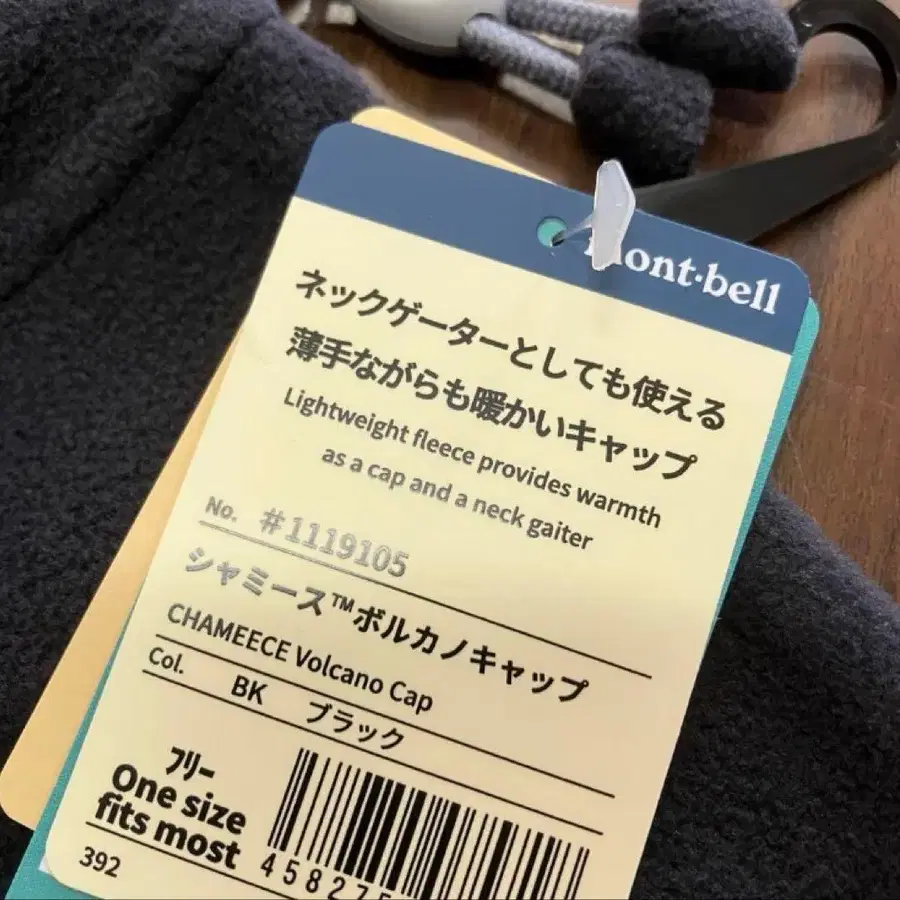 mont·bell
ネックゲーターとしても使える
薄手ながらも暖かいキャップ
Lightweight fleece provides warmth
as a cap and a neck gaiter
No. #1119105
シャミース™ボルカノキャップ
CHAMEECE Volcano Cap
Col. BK ブラック
フリー
One size
fits most
392
458275